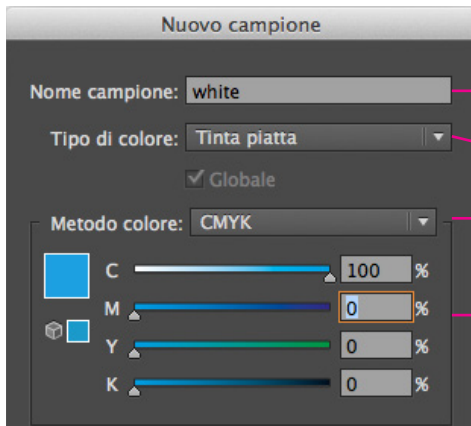 Nuovo campione
Nome campione: white
Tipo di colore: Tinta piatta
Globale
Metodo colore: CMYK
C 100 %
M 0 %
Y 0 %
K 0 %